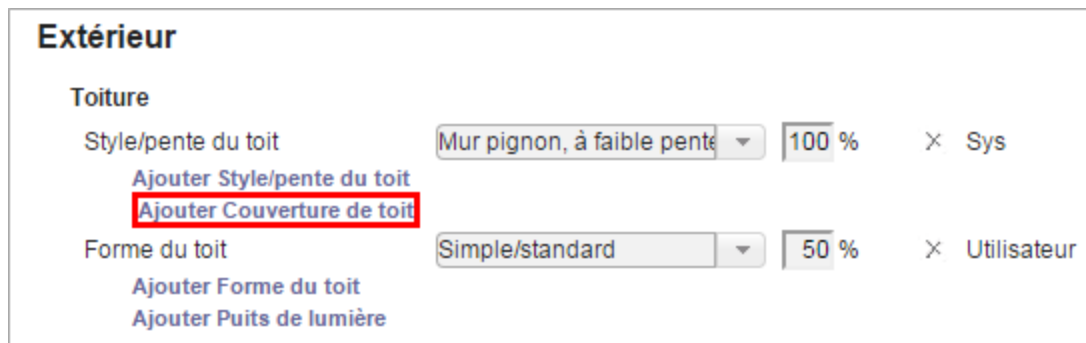 Extérieur
Toiture
Style/pente du toit Mur pignon, à faible pente 100 % × Sys
Ajouter Style/pente du toit
Ajouter Couverture de toit
Forme du toit Simple/standard 50 % × Utilisateur
Ajouter Forme du toit
Ajouter Puits de lumière